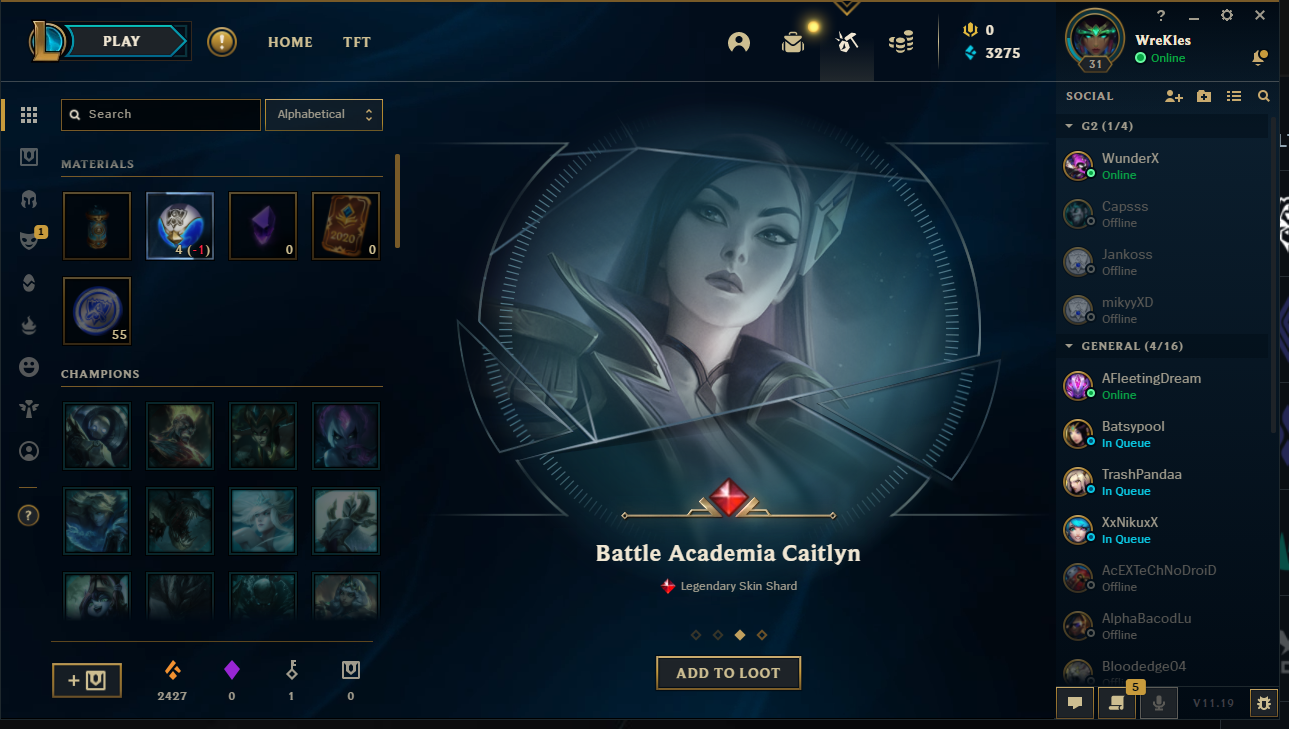 PLAY
HOME
TFT
0
3275
31
WreKles
Online
Search
Alphabetical
MATERIALS
4 (-1)
0
2020
0
55
1
CHAMPIONS
Battle Academia Caitlyn
Legendary Skin Shard
ADD TO LOOT
2427
0
1
0
SOCIAL
G2 (1/4)
WunderX
Online
Capsss
Offline
Jankoss
Offline
mikyyXD
Offline
GENERAL (4/16)
AFleetingDream
Online
Batsypool
In Queue
TrashPandaa
In Queue
XxNikuxX
In Queue
AcEXTeChNoDroiD
Offline
AlphaBacodLu
Offline
Bloodedge04
Offline
5
V11.19